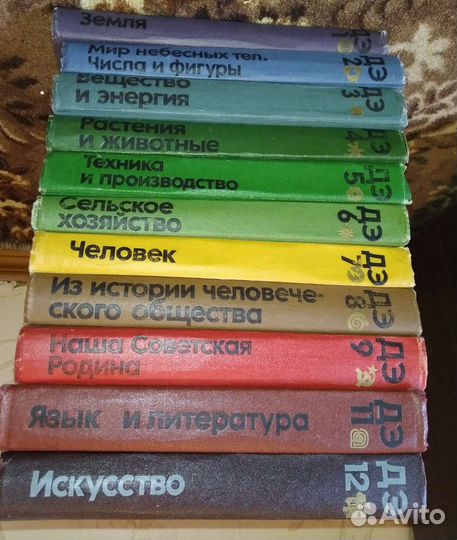 Земля
ДЭ
1
Мир небесных тел.
Числа и фигуры
ДЭ
2
Вещество
и энергия
ДЭ
3
Растения
и животные
ДЭ
4
Техника
и производство
ДЭ
5
Сельское
хозяйство
ДЭ
6
Человек
ДЭ
7
Из истории человече-
ского общества
ДЭ
8
Наша Советская
Родина
ДЭ
9
Язык и литература
ДЭ
11
Искусство
ДЭ
12
Avito